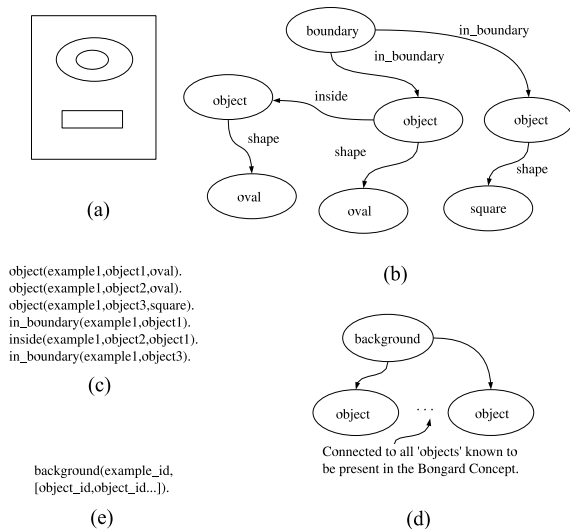 boundary
in_boundary
in_boundary
object
inside
object
object
shape
shape
shape
oval
oval
square
(a)
(b)
object(example1,object1,oval).
object(example1,object2,oval).
object(example1,object3,square).
in_boundary(example1,object1).
inside(example1,object2,object1).
in_boundary(example1,object3).
(c)
background
object
. . .
object
Connected to all 'objects' known to
be present in the Bongard Concept.
(d)
background(example_id,
[object_id,object_id...]).
(e)